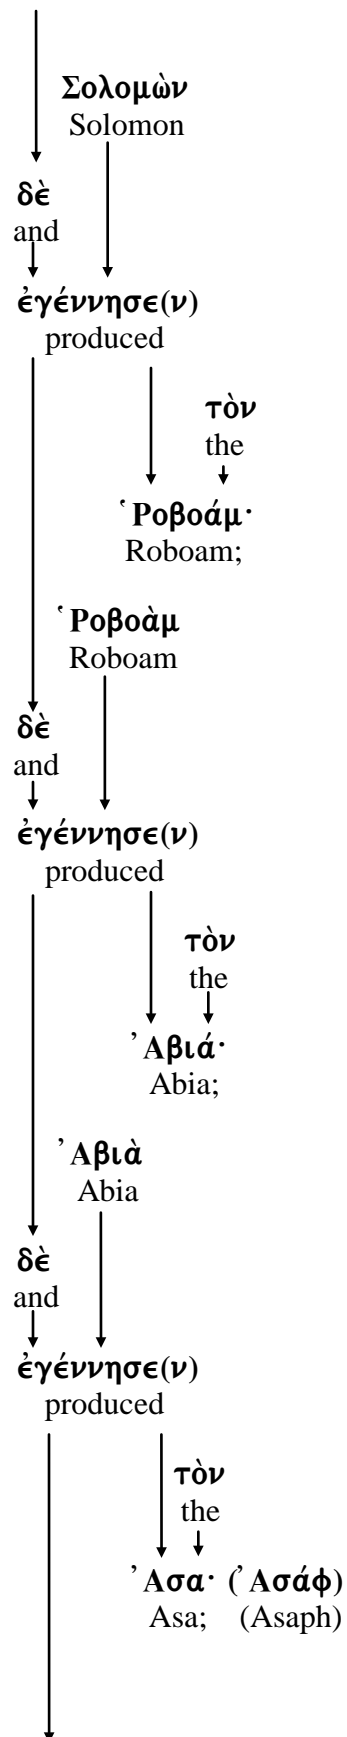 Σολομὼν
Solomon
δὲ
and
ἐγέννησε(ν)
produced
τὸν
the
Ῥοβοάμ·
Roboam;
Ῥοβοὰμ
Roboam
δὲ
and
ἐγέννησε(ν)
produced
τὸν
the
Ἀβιά·
Abia;
Ἀβιὰ
Abia
δὲ
and
ἐγέννησε(ν)
produced
τὸν
the
Ἀσα· (Ἀσάφ)
Asa; (Asaph)